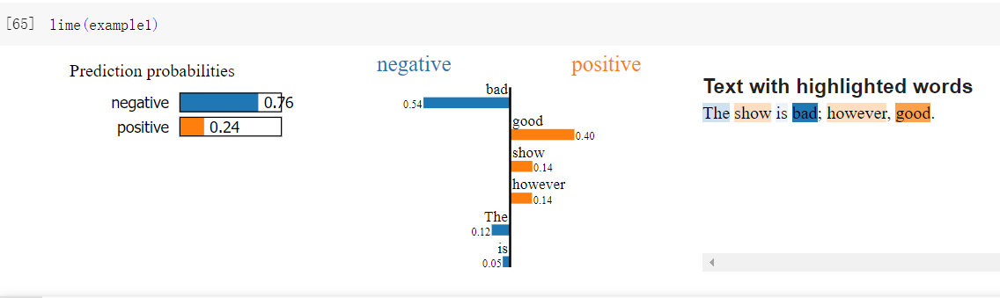 [65] lime(example1)
Prediction probabilities
negative 0.76
positive 0.24
negative positive
bad
0.54
good
0.40
show
0.14
however
0.14
The
0.12
is
0.05
Text with highlighted words
The show is bad; however, good.